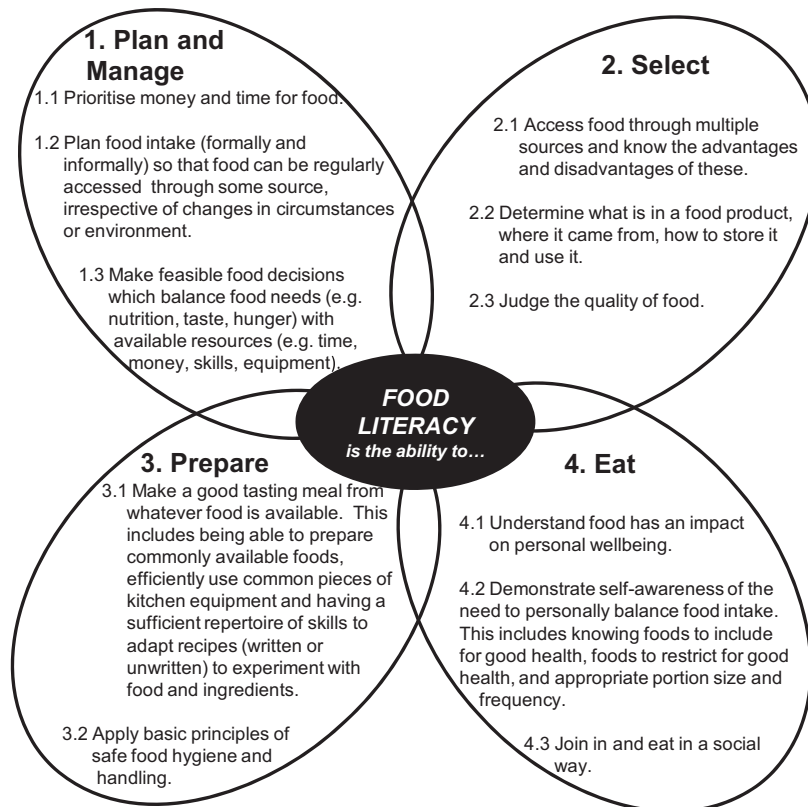 1. Plan and
Manage
1.1 Prioritise money and time for food.
1.2 Plan food intake (formally and
informally) so that food can be regularly
accessed through some source,
irrespective of changes in circumstances
or environment.
1.3 Make feasible food decisions
which balance food needs (e.g.
nutrition, taste, hunger) with
available resources (e.g. time,
money, skills, equipment).
2. Select
2.1 Access food through multiple
sources and know the advantages
and disadvantages of these.
2.2 Determine what is in a food product,
where it came from, how to store it
and use it.
2.3 Judge the quality of food.
FOOD
LITERACY
is the ability to…
3. Prepare
3.1 Make a good tasting meal from
whatever food is available. This
includes being able to prepare
commonly available foods,
efficiently use common pieces of
kitchen equipment and having a
sufficient repertoire of skills to
adapt recipes (written or
unwritten) to experiment with
food and ingredients.
3.2 Apply basic principles of
safe food hygiene and
handling.
4. Eat
4.1 Understand food has an impact
on personal wellbeing.
4.2 Demonstrate self-awareness of the
need to personally balance food intake.
This includes knowing foods to include
for good health, foods to restrict for good
health, and appropriate portion size and
frequency.
4.3 Join in and eat in a social
way.